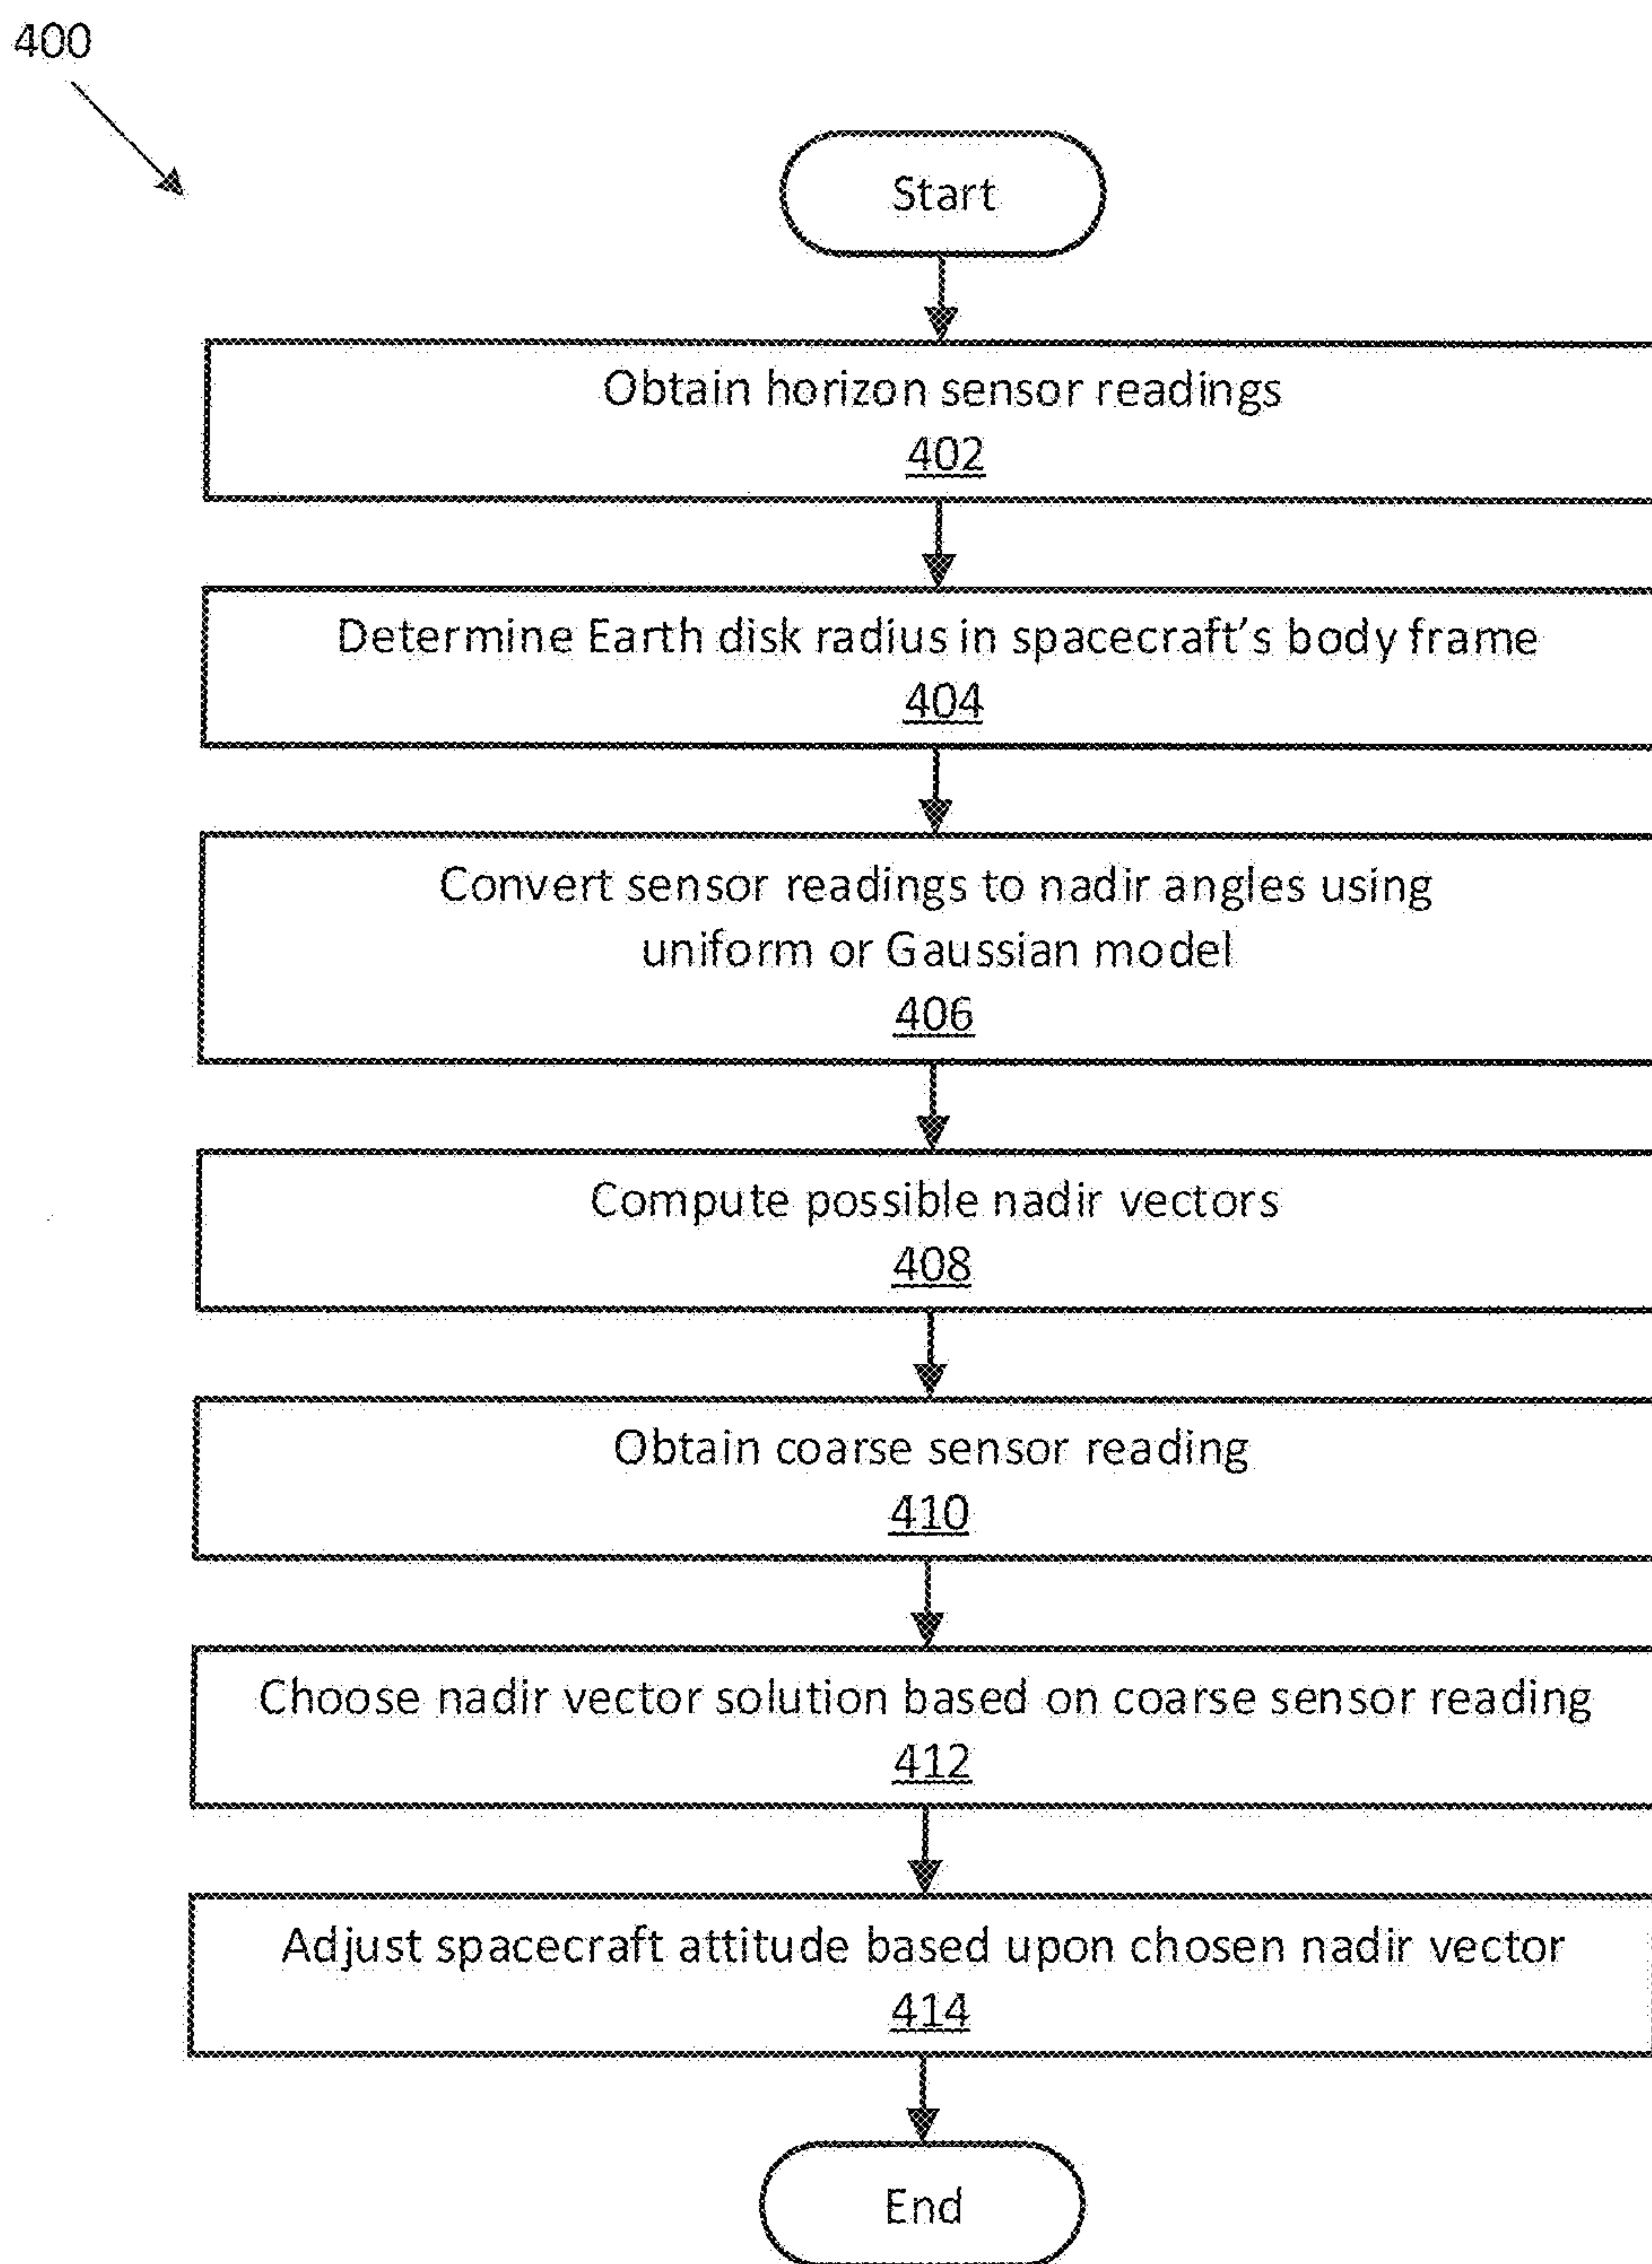 400
Start
Obtain horizon sensor readings
402
Determine Earth disk radius in spacecraft's body frame
404
Convert sensor readings to nadir angles using
uniform or Gaussian model
406
Compute possible nadir vectors
408
Obtain coarse sensor reading
410
Choose nadir vector solution based on coarse sensor reading
412
Adjust spacecraft attitude based upon chosen nadir vector
414
End